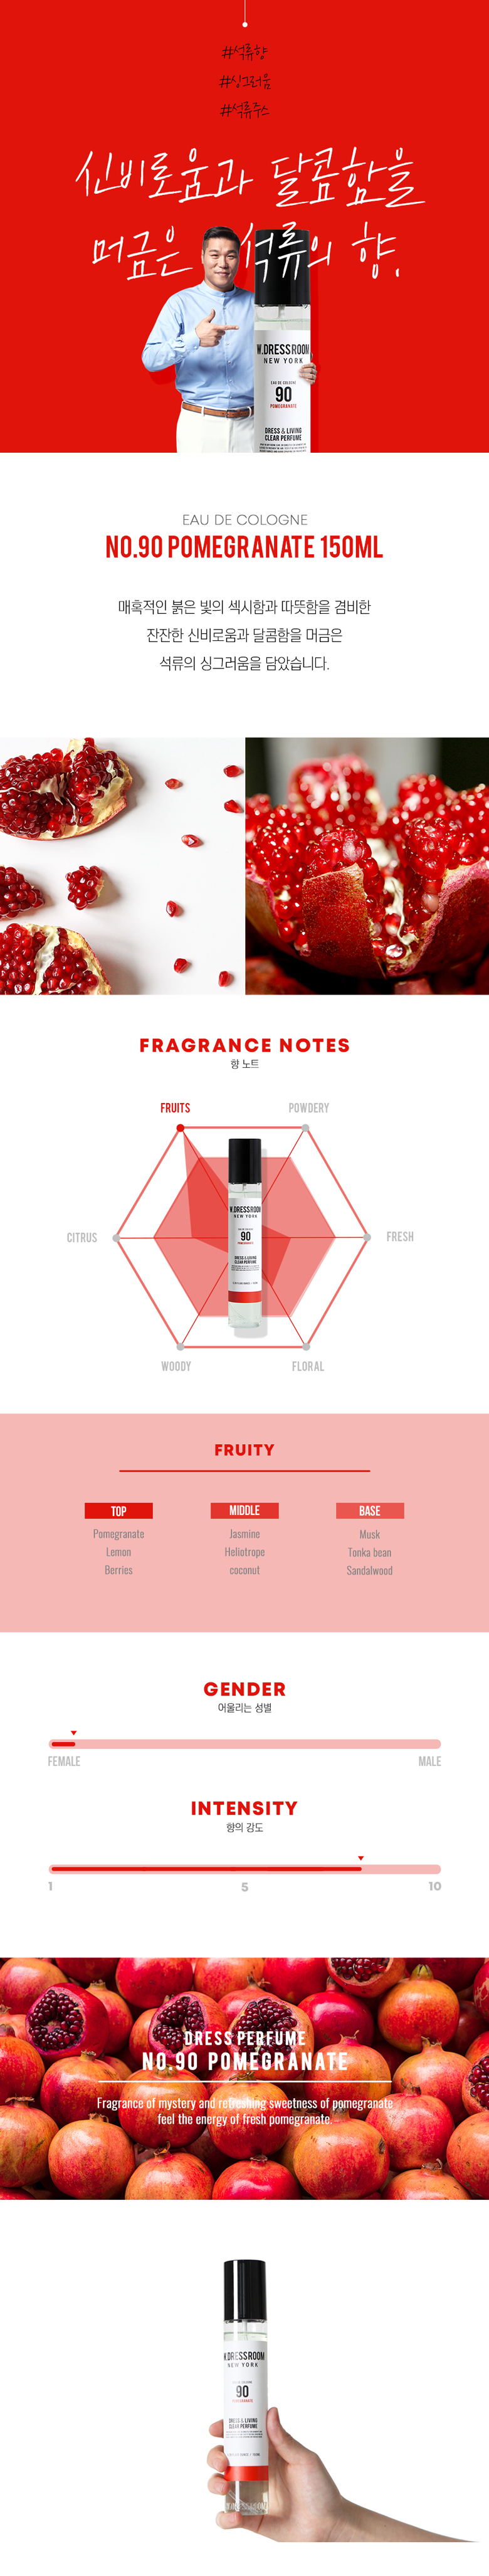 #석류향
#싱그러움
#석류주스
신비로움과 달콤함을
머금은 석류의 향.
W.DRESSROOM
NEW YORK
EAU DE COLOGNE
90
POMEGRANATE
DRESS & LIVING
CLEAR PERFUME
EAU DE COLOGNE
NO.90 POMEGRANATE 150ML
매혹적인 붉은 빛의 섹시함과 따뜻함을 겸비한
잔잔한 신비로움과 달콤함을 머금은
석류의 싱그러움을 담았습니다.
FRAGRANCE NOTES
향 노트
FRUITS
POWDERY
W.DRESSROOM
NEW YORK
90
DRESS & LIVING
CLEAR PERFUME
CITRUS
FRESH
WOODY
FLORAL
FRUITY
TOP
MIDDLE
BASE
Pomegranate
Jasmine
Musk
Lemon
Heliotrope
Tonka bean
Berries
coconut
Sandalwood
GENDER
어울리는 성별
FEMALE
MALE
INTENSITY
향의 강도
1
5
10
DRESS PERFUME
NO.90 POMEGRANATE
Fragrance of mystery and refreshing sweetness of pomegranate
feel the energy of fresh pomegranate.
W.DRESSROOM
NEW YORK
90
POMEGRANATE
DRESS & LIVING
CLEAR PERFUME
W.DRESSROOM